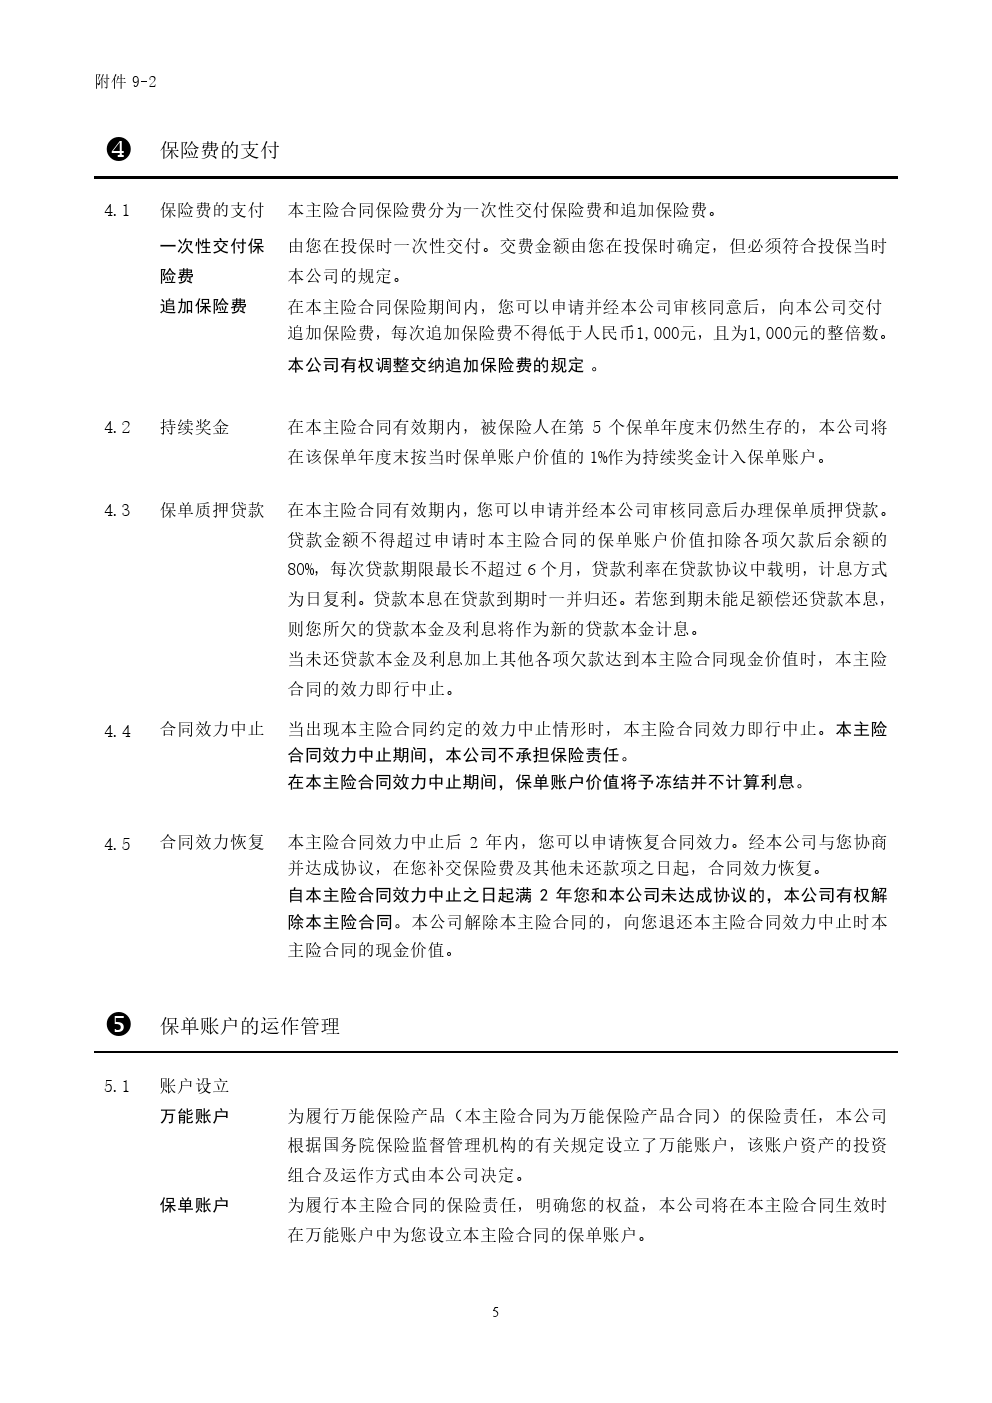 附件 9-2
❹ 保险费的支付
4.1 保险费的支付 本主险合同保险费分为一次性交付保险费和追加保险费。
一次性交付保 由您在投保时一次性交付。交费金额由您在投保时确定，但必须符合投保当时
险费 本公司的规定。
追加保险费 在本主险合同保险期间内，您可以申请并经本公司审核同意后，向本公司交付
追加保险费，每次追加保险费不得低于人民币1,000元，且为1,000元的整倍数。
本公司有权调整交纳追加保险费的规定 。
4.2 持续奖金 在本主险合同有效期内，被保险人在第 5 个保单年度末仍然生存的，本公司将
在该保单年度末按当时保单账户价值的 1%作为持续奖金计入保单账户。
4.3 保单质押贷款 在本主险合同有效期内，您可以申请并经本公司审核同意后办理保单质押贷款。
贷款金额不得超过申请时本主险合同的保单账户价值扣除各项欠款后余额的
80%，每次贷款期限最长不超过 6 个月，贷款利率在贷款协议中载明，计息方式
为日复利。贷款本息在贷款到期时一并归还。若您到期未能足额偿还贷款本息，
则您所欠的贷款本金及利息将作为新的贷款本金计息。
当未还贷款本金及利息加上其他各项欠款达到本主险合同现金价值时，本主险
合同的效力即行中止。
4.4 合同效力中止 当出现本主险合同约定的效力中止情形时，本主险合同效力即行中止。本主险
合同效力中止期间，本公司不承担保险责任。
在本主险合同效力中止期间，保单账户价值将予冻结并不计算利息。
4.5 合同效力恢复 本主险合同效力中止后 2 年内，您可以申请恢复合同效力。经本公司与您协商
并达成协议，在您补交保险费及其他未还款项之日起，合同效力恢复。
自本主险合同效力中止之日起满 2 年您和本公司未达成协议的，本公司有权解
除本主险合同。本公司解除本主险合同的，向您退还本主险合同效力中止时本
主险合同的现金价值。
❺ 保单账户的运作管理
5.1 账户设立
万能账户 为履行万能保险产品（本主险合同为万能保险产品合同）的保险责任，本公司
根据国务院保险监督管理机构的有关规定设立了万能账户，该账户资产的投资
组合及运作方式由本公司决定。
保单账户 为履行本主险合同的保险责任，明确您的权益，本公司将在本主险合同生效时
在万能账户中为您设立本主险合同的保单账户。
5